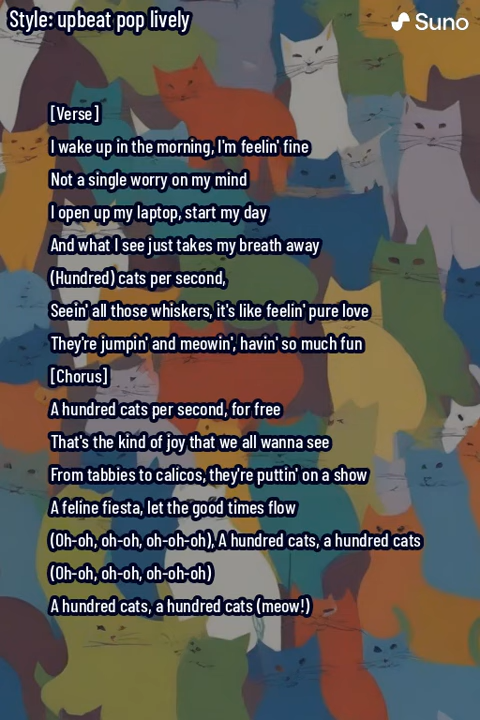 Style: upbeat pop lively
Suno
[Verse]
I wake up in the morning, I'm feelin' fine
Not a single worry on my mind
I open up my laptop, start my day
And what I see just takes my breath away
(Hundred) cats per second,
Seein' all those whiskers, it's like feelin' pure love
They're jumpin' and meowin', havin' so much fun
[Chorus]
A hundred cats per second, for free
That's the kind of joy that we all wanna see
From tabbies to calicos, they're puttin' on a show
A feline fiesta, let the good times flow
(Oh-oh, oh-oh, oh-oh-oh), A hundred cats, a hundred cats
(Oh-oh, oh-oh, oh-oh-oh)
A hundred cats, a hundred cats (meow!)